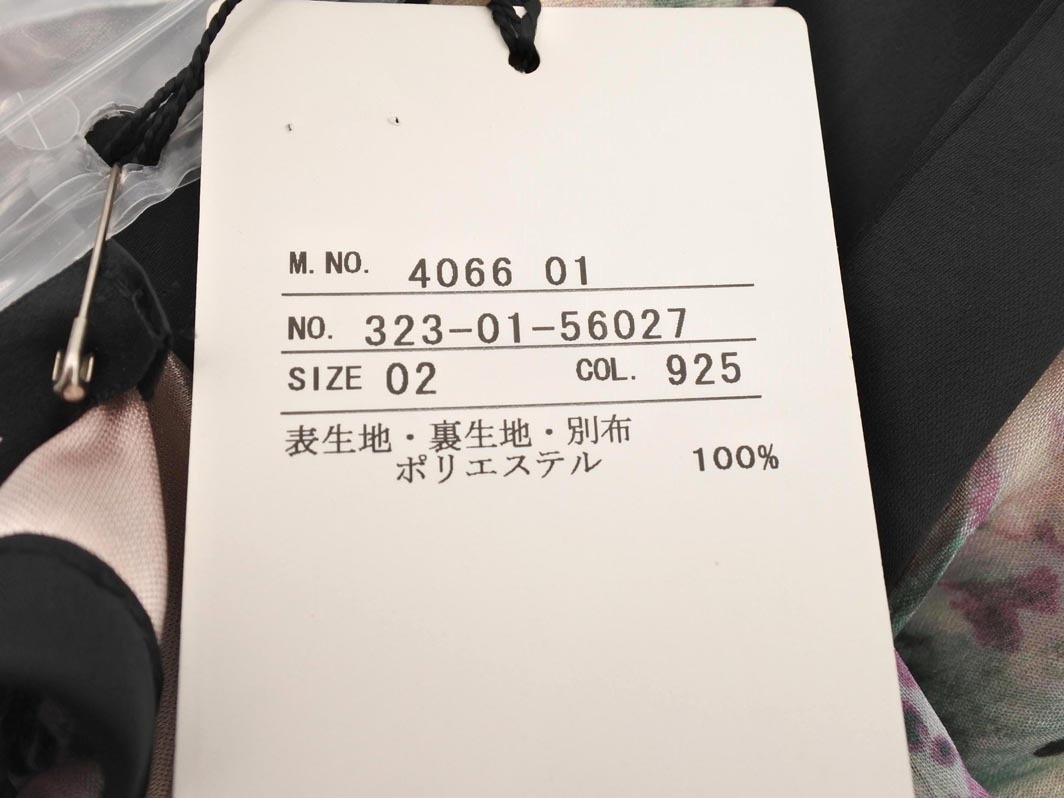 M. NO. 4066 01
NO. 323-01-56027
SIZE 02 COL. 925
表生地・裏生地・別布
ポリエステル 100%